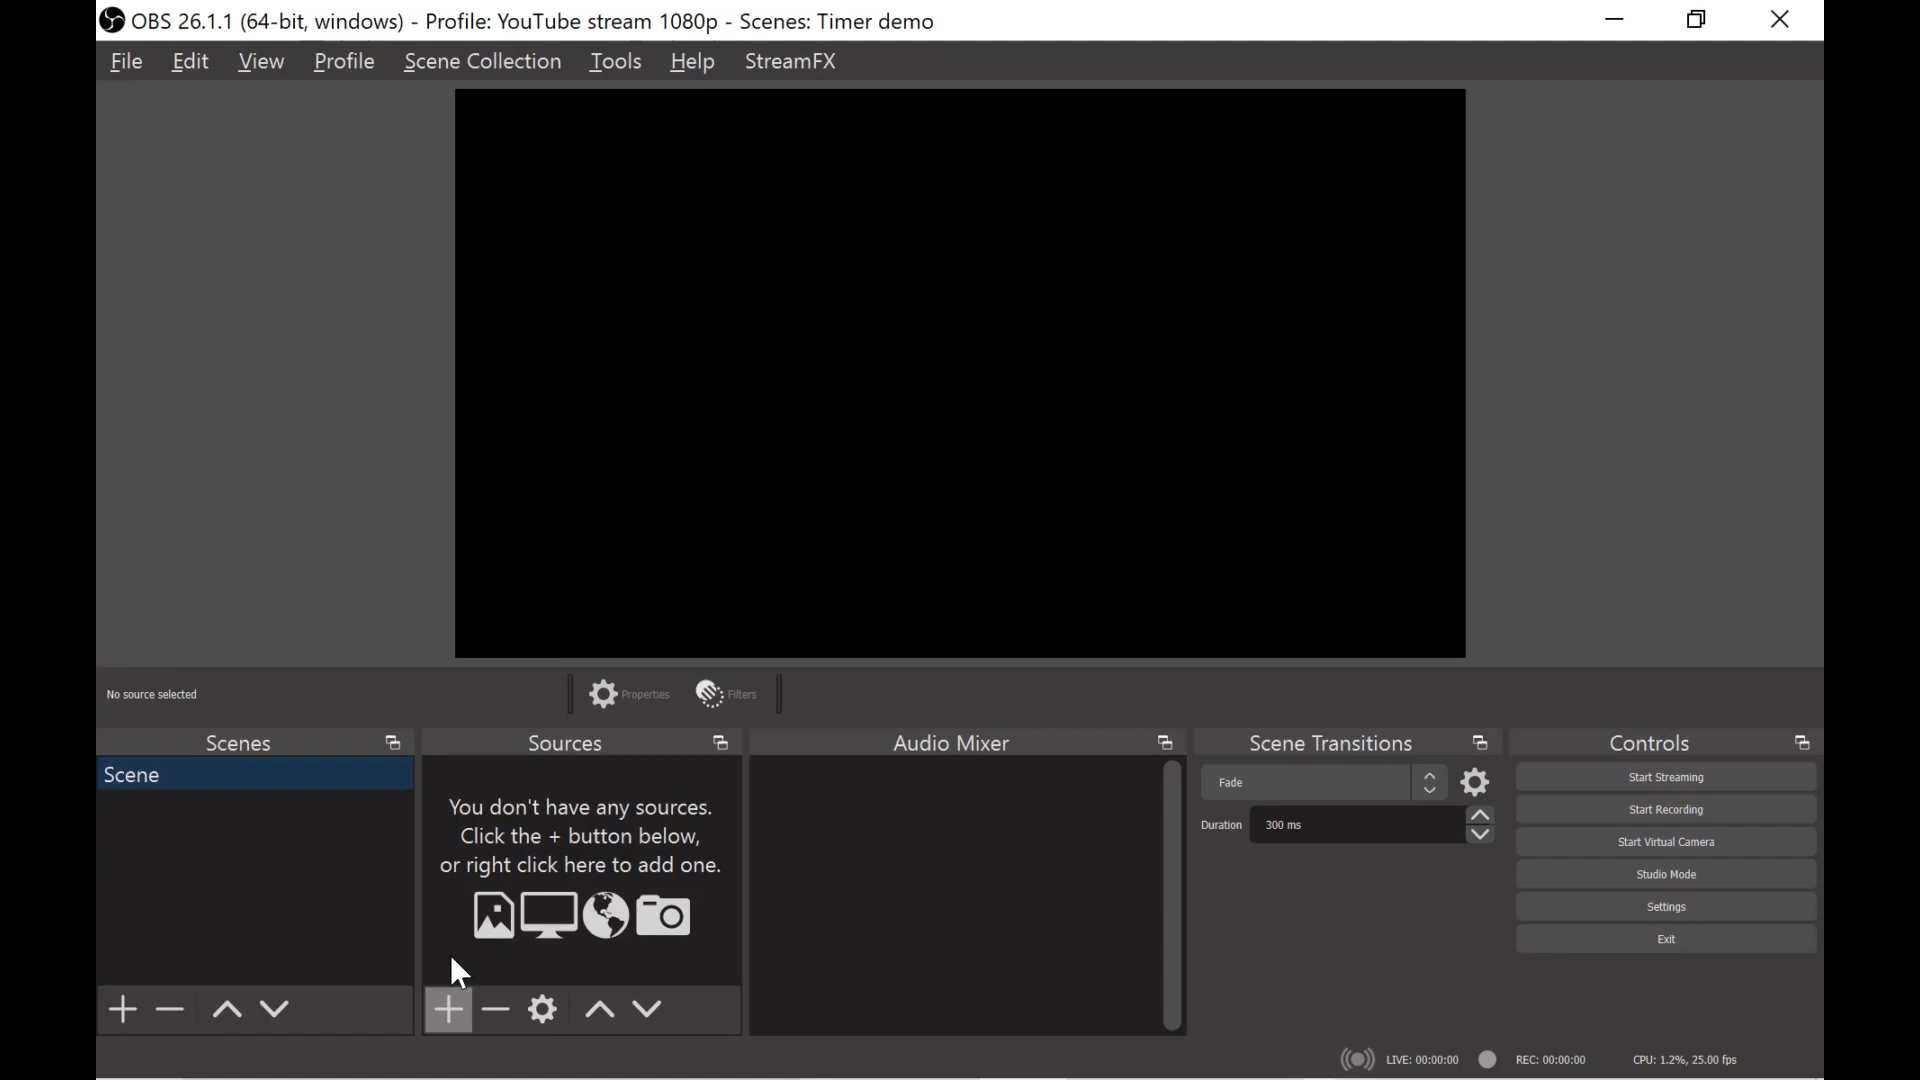 OBS 26.1.1 (64-bit, windows) - Profile: YouTube stream 1080p - Scenes: Timer demo
File Edit View Profile Scene Collection Tools Help StreamFX
No source selected Properties Filters
Scenes Sources Audio Mixer Scene Transitions Controls
Scene
You don't have any sources.
Click the + button below,
or right click here to add one.
Fade
Duration 300 ms
Start Streaming
Start Recording
Start Virtual Camera
Studio Mode
Settings
Exit
LIVE: 00:00:00 REC: 00:00:00 CPU: 1.2%, 25.00 fps